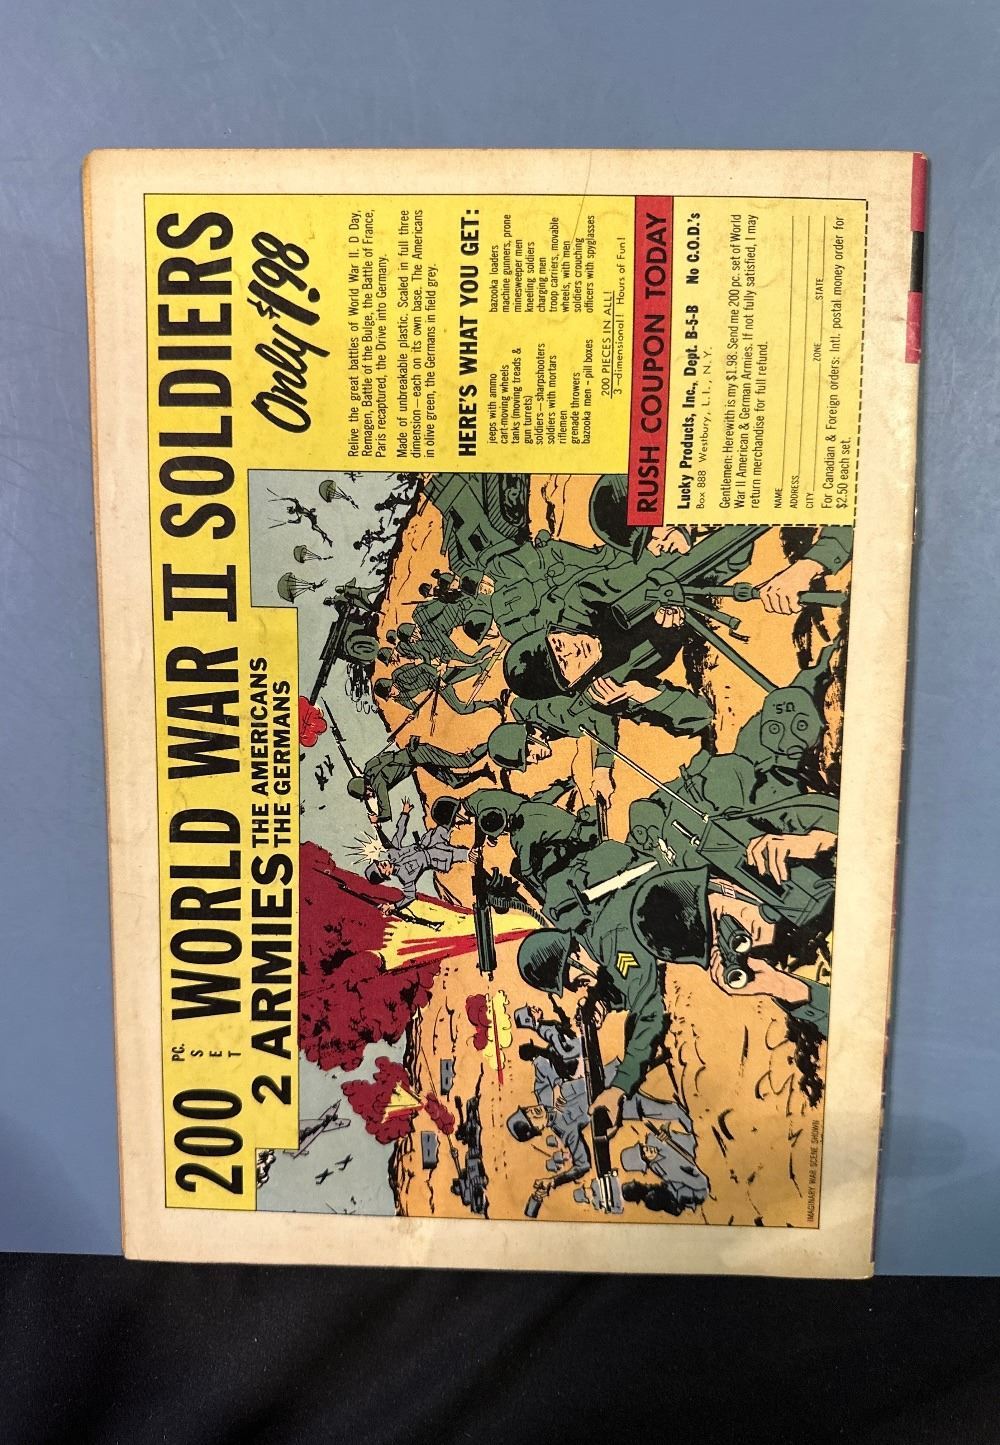 200 PC. SET WORLD WAR II SOLDIERS
2 ARMIES THE AMERICANS
THE GERMANS
Only $1.98
Relive the great battles of World War II. D Day,
Remagen, Battle of the Bulge, the Battle of France,
Paris recaptured, the Drive into Germany.
Made of unbreakable plastic. Scaled in full three
dimension—each on its own base. The Americans
in olive green, the Germans in field grey.
HERE'S WHAT YOU GET:
jeeps with ammo
cart-moving wheels
tanks (moving treads &
gun turrets)
soldiers—sharpshooters
soldiers with mortars
riflemen
grenade throwers
bazooka men - pill boxes
bazooka loaders
machine gunners, prone
minesweeper men
kneeling soldiers
charging men
troop carriers, movable
wheels, with men
soldiers crouching
officers with spyglasses
200 PIECES IN ALL!
3—dimensional! Hours of Fun!
RUSH COUPON TODAY
Lucky Products, Inc., Dept. B-5-B No C.O.D.'s
Box 888 Westbury, L.I., N.Y.
Gentlemen: Herewith is my $1.98. Send me 200 pc. set of World
War II American & German Armies. If not fully satisfied, I may
return merchandise for full refund.
NAME
ADDRESS
CITY ZONE STATE
For Canadian & Foreign orders: Intl. postal money order for
$2.50 each set.
U.S.
IMAGINARY WAR SCENE SHOWN